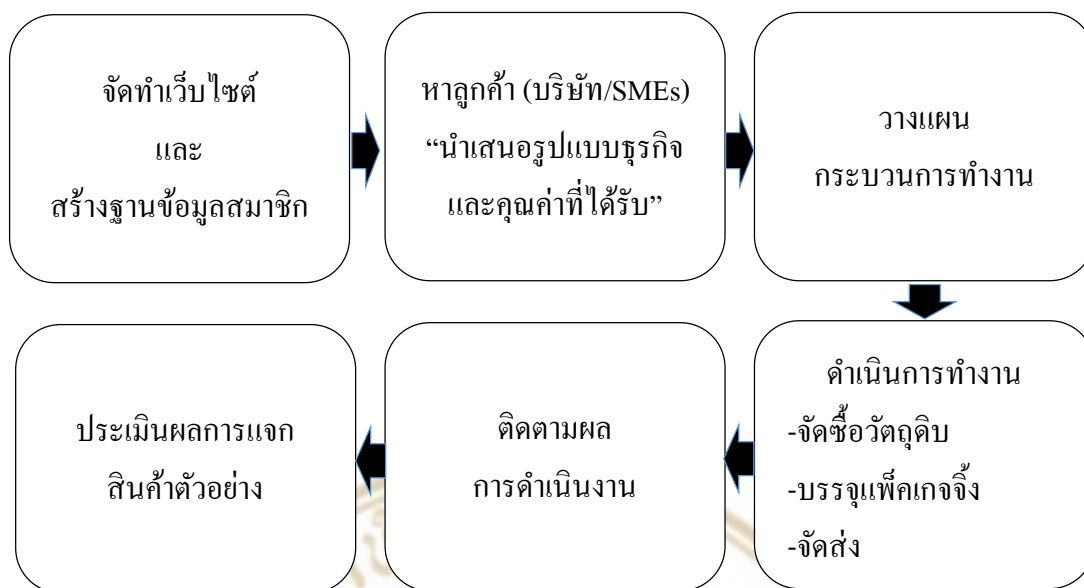 จัดทำเว็บไซต์
และ
สร้างฐานข้อมูลสมาชิก
หาลูกค้า (บริษัท/SMEs)
“นำเสนอรูปแบบธุรกิจ
และคุณค่าที่ได้รับ”
วางแผน
กระบวนการทำงาน
ดำเนินการทำงาน
-จัดซื้อวัตถุดิบ
-บรรจุแพ็คเกจจิ้ง
-จัดส่ง
ติดตามผล
การดำเนินงาน
ประเมินผลการแจก
สินค้าตัวอย่าง